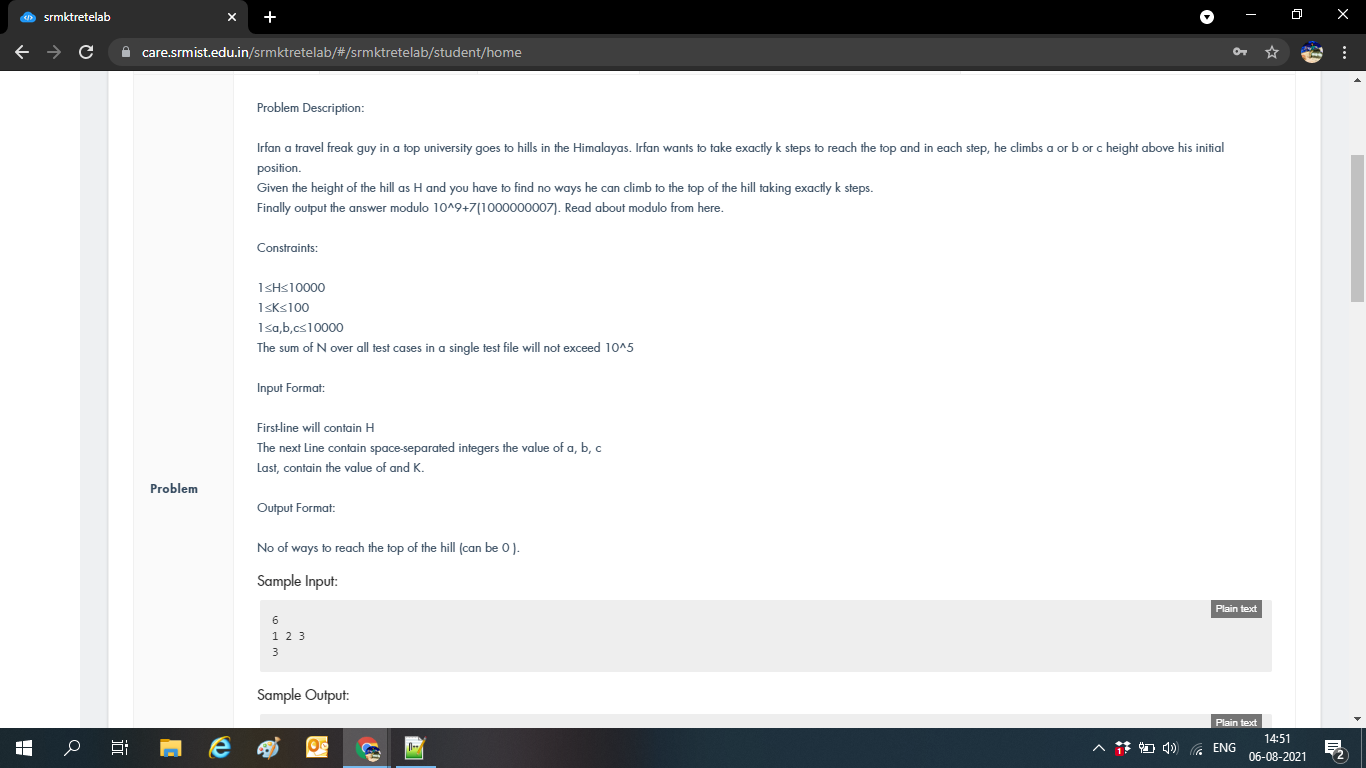 srmktretelab
care.srmist.edu.in/srmktretelab/#/srmktretelab/student/home
Problem Description:
Irfan a travel freak guy in a top university goes to hills in the Himalayas. Irfan wants to take exactly k steps to reach the top and in each step, he climbs a or b or c height above his initial
position.
Given the height of the hill as H and you have to find no ways he can climb to the top of the hill taking exactly k steps.
Finally output the answer modulo 10^9+7(1000000007). Read about modulo from here.
Constraints:
1≤H≤10000
1≤K≤100
1≤a,b,c≤10000
The sum of N over all test cases in a single test file will not exceed 10^5
Input Format:
First-line will contain H
The next Line contain space-separated integers the value of a, b, c
Last, contain the value of and K.
Problem
Output Format:
No of ways to reach the top of the hill (can be 0 ).
Sample Input:
Plain text
6
1 2 3
3
Sample Output:
Plain text
ENG
14:51
06-08-2021
2